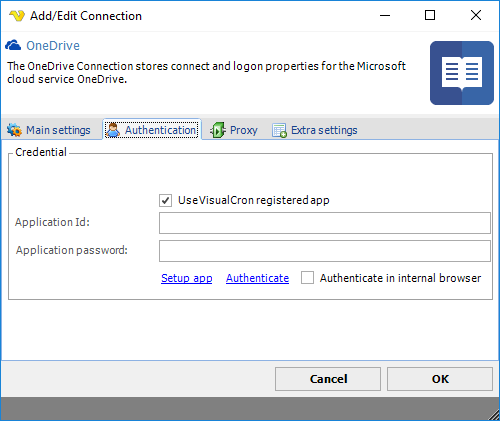 Add/Edit Connection
OneDrive
The OneDrive Connection stores connect and logon properties for the Microsoft
cloud service OneDrive.
Main settings Authentication Proxy Extra settings
Credential
Use VisualCron registered app
Application Id:
Application password:
Setup app Authenticate Authenticate in internal browser
Cancel OK